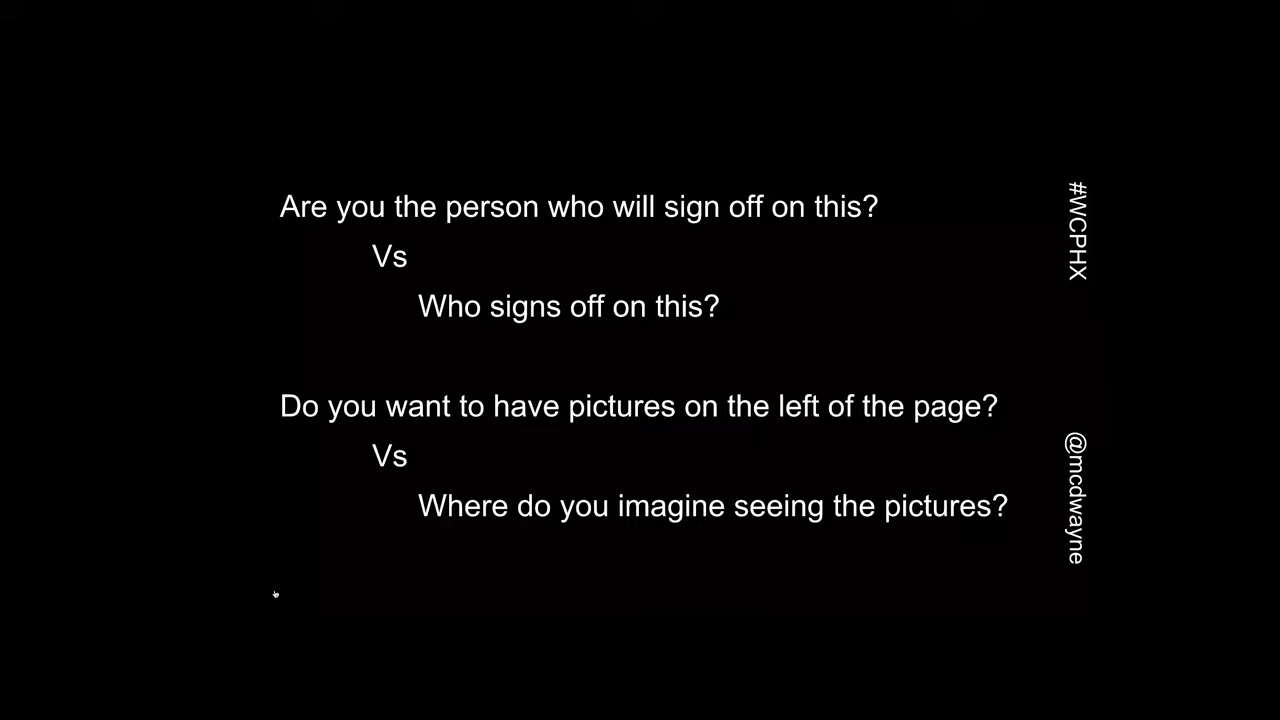 Are you the person who will sign off on this?
Vs
Who signs off on this?
Do you want to have pictures on the left of the page?
Vs
Where do you imagine seeing the pictures?
#WCPHX
@mcdwayne